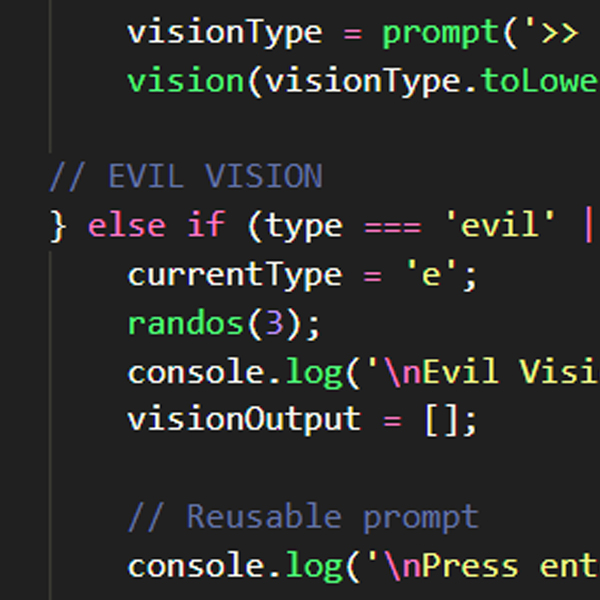 visionType = prompt('>>
vision(visionType.toLowe
// EVIL VISION
} else if (type === 'evil' |
currentType = 'e';
randos(3);
console.log('\nEvil Visi
visionOutput = [];
// Reusable prompt
console.log('\nPress ent